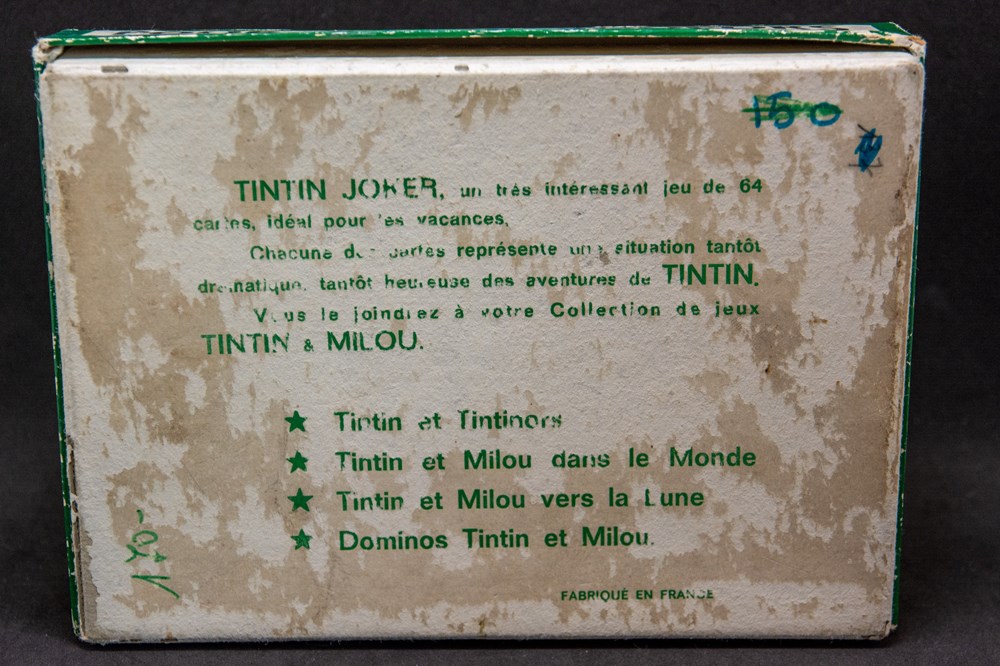 150
TINTIN JOKER, un très intéressant jeu de 64
cartes, idéal pour les vacances,
Chacune des cartes représente une situation tantôt
dramatique, tantôt heureuse des aventures de TINTIN.
Vous le joindrez à votre Collection de jeux
TINTIN & MILOU.
★ Tintin et Tintinors
★ Tintin et Milou dans le Monde
★ Tintin et Milou vers la Lune
★ Dominos Tintin et Milou.
FABRIQUÉ EN FRANCE